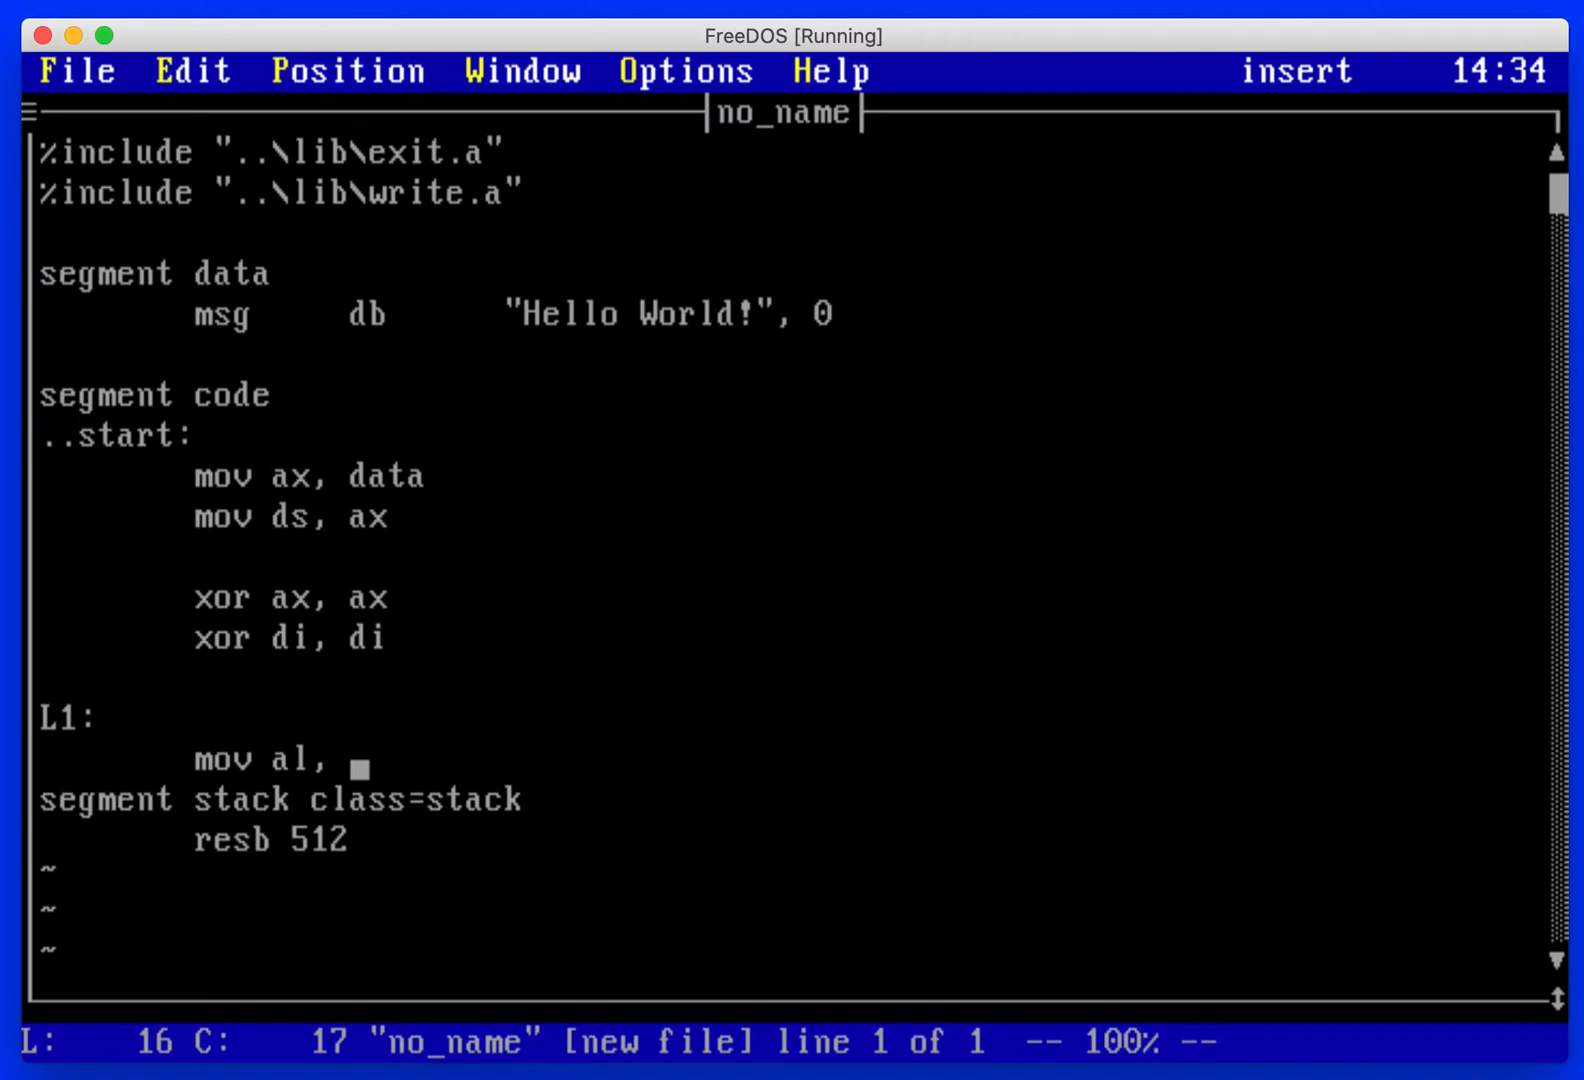 FreeDOS [Running]
File Edit Position Window Options Help insert 14:34
no_name
%include "..\lib\exit.a"
%include "..\lib\write.a"
segment data
msg db "Hello World!", 0
segment code
..start:
mov ax, data
mov ds, ax
xor ax, ax
xor di, di
L1:
mov al,
segment stack class=stack
resb 512
~
~
~
L: 16 C: 17 "no_name" [new file] line 1 of 1 -- 100% --